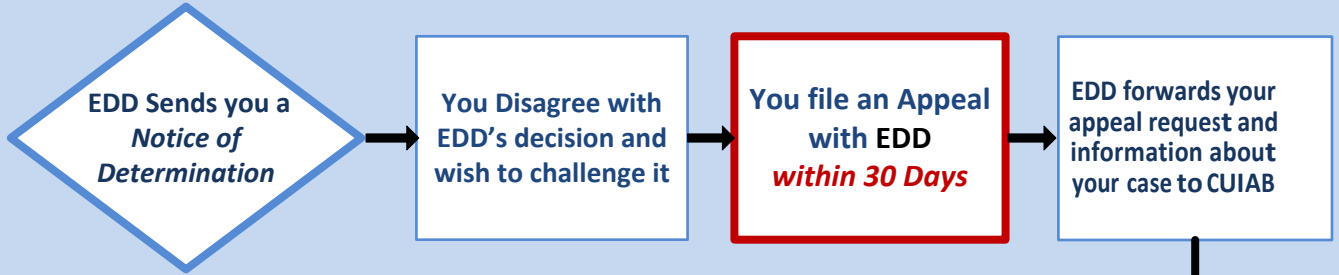 EDD Sends you a
Notice of
Determination
You Disagree with
EDD's decision and
wish to challenge it
You file an Appeal
with EDD
within 30 Days
EDD forwards your
appeal request and
information about
your case to CUIAB